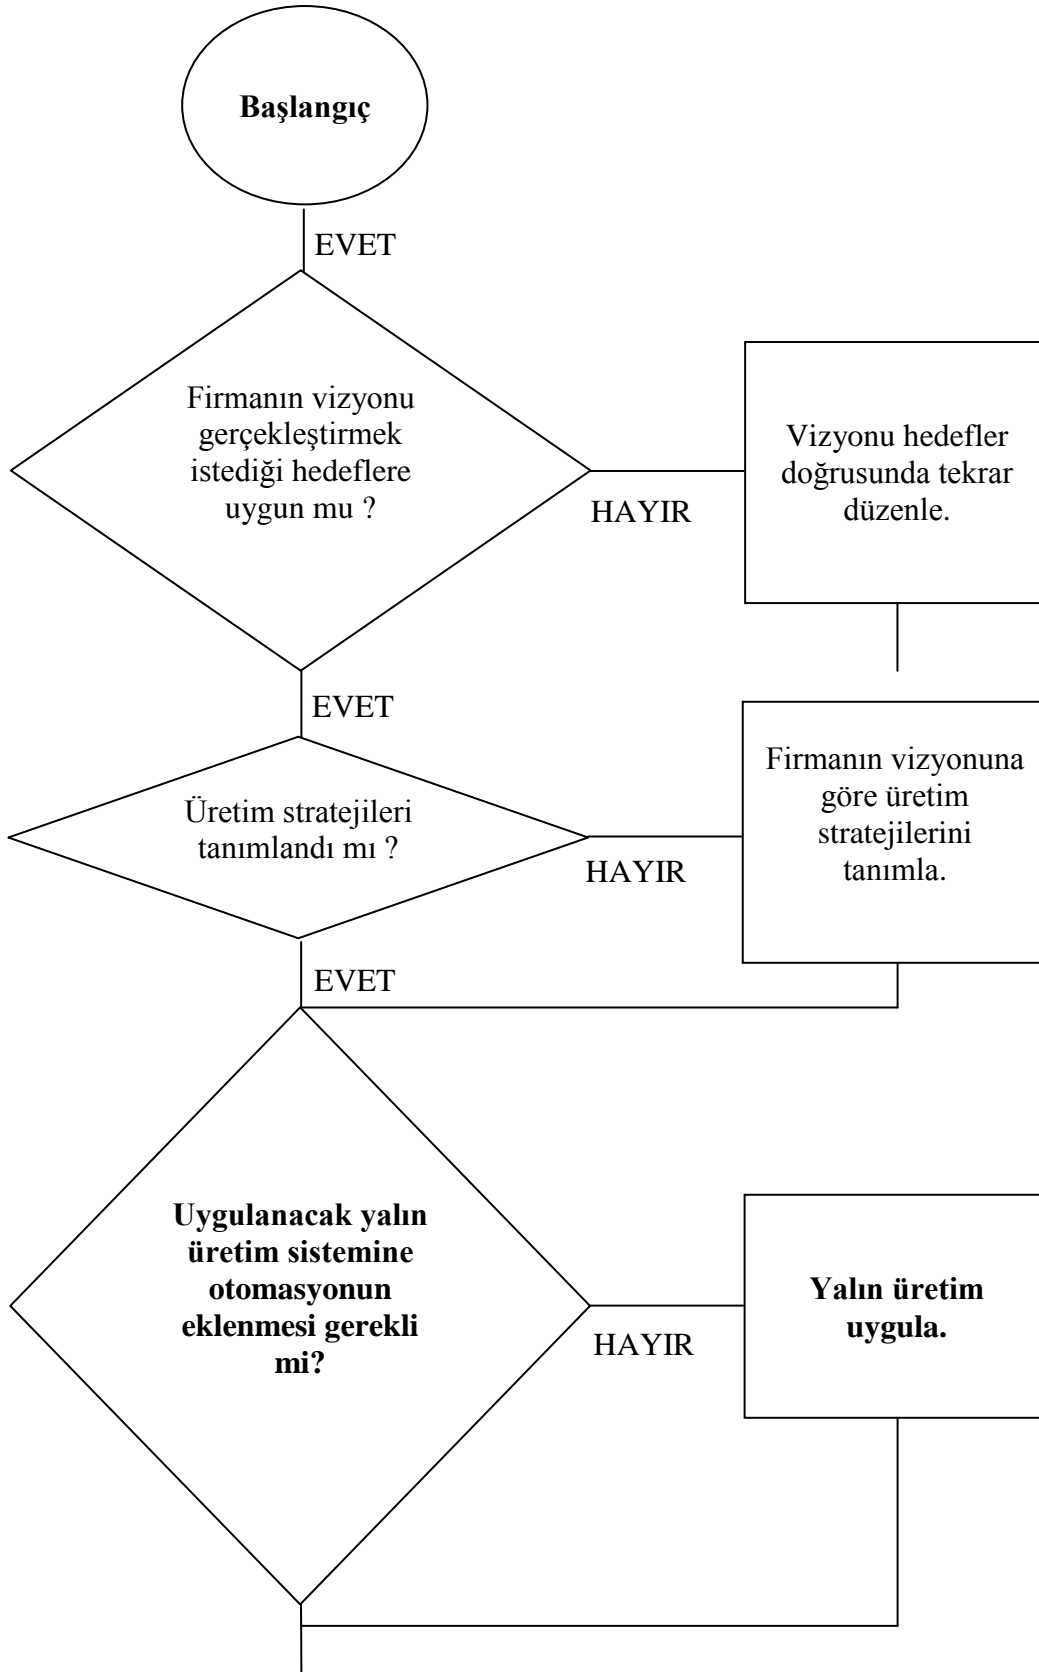 Başlangıç
EVET
Firmanın vizyonu
gerçekleştirmek
istediği hedeflere
uygun mu ?
HAYIR
Vizyonu hedefler
doğrusunda tekrar
düzenle.
EVET
Üretim stratejileri
tanımlandı mı ?
HAYIR
Firmanın vizyonuna
göre üretim
stratejilerini
tanımla.
EVET
Uygulanacak yalın
üretim sistemine
otomasyonun
eklenmesi gerekli
mi?
HAYIR
Yalın üretim
uygula.